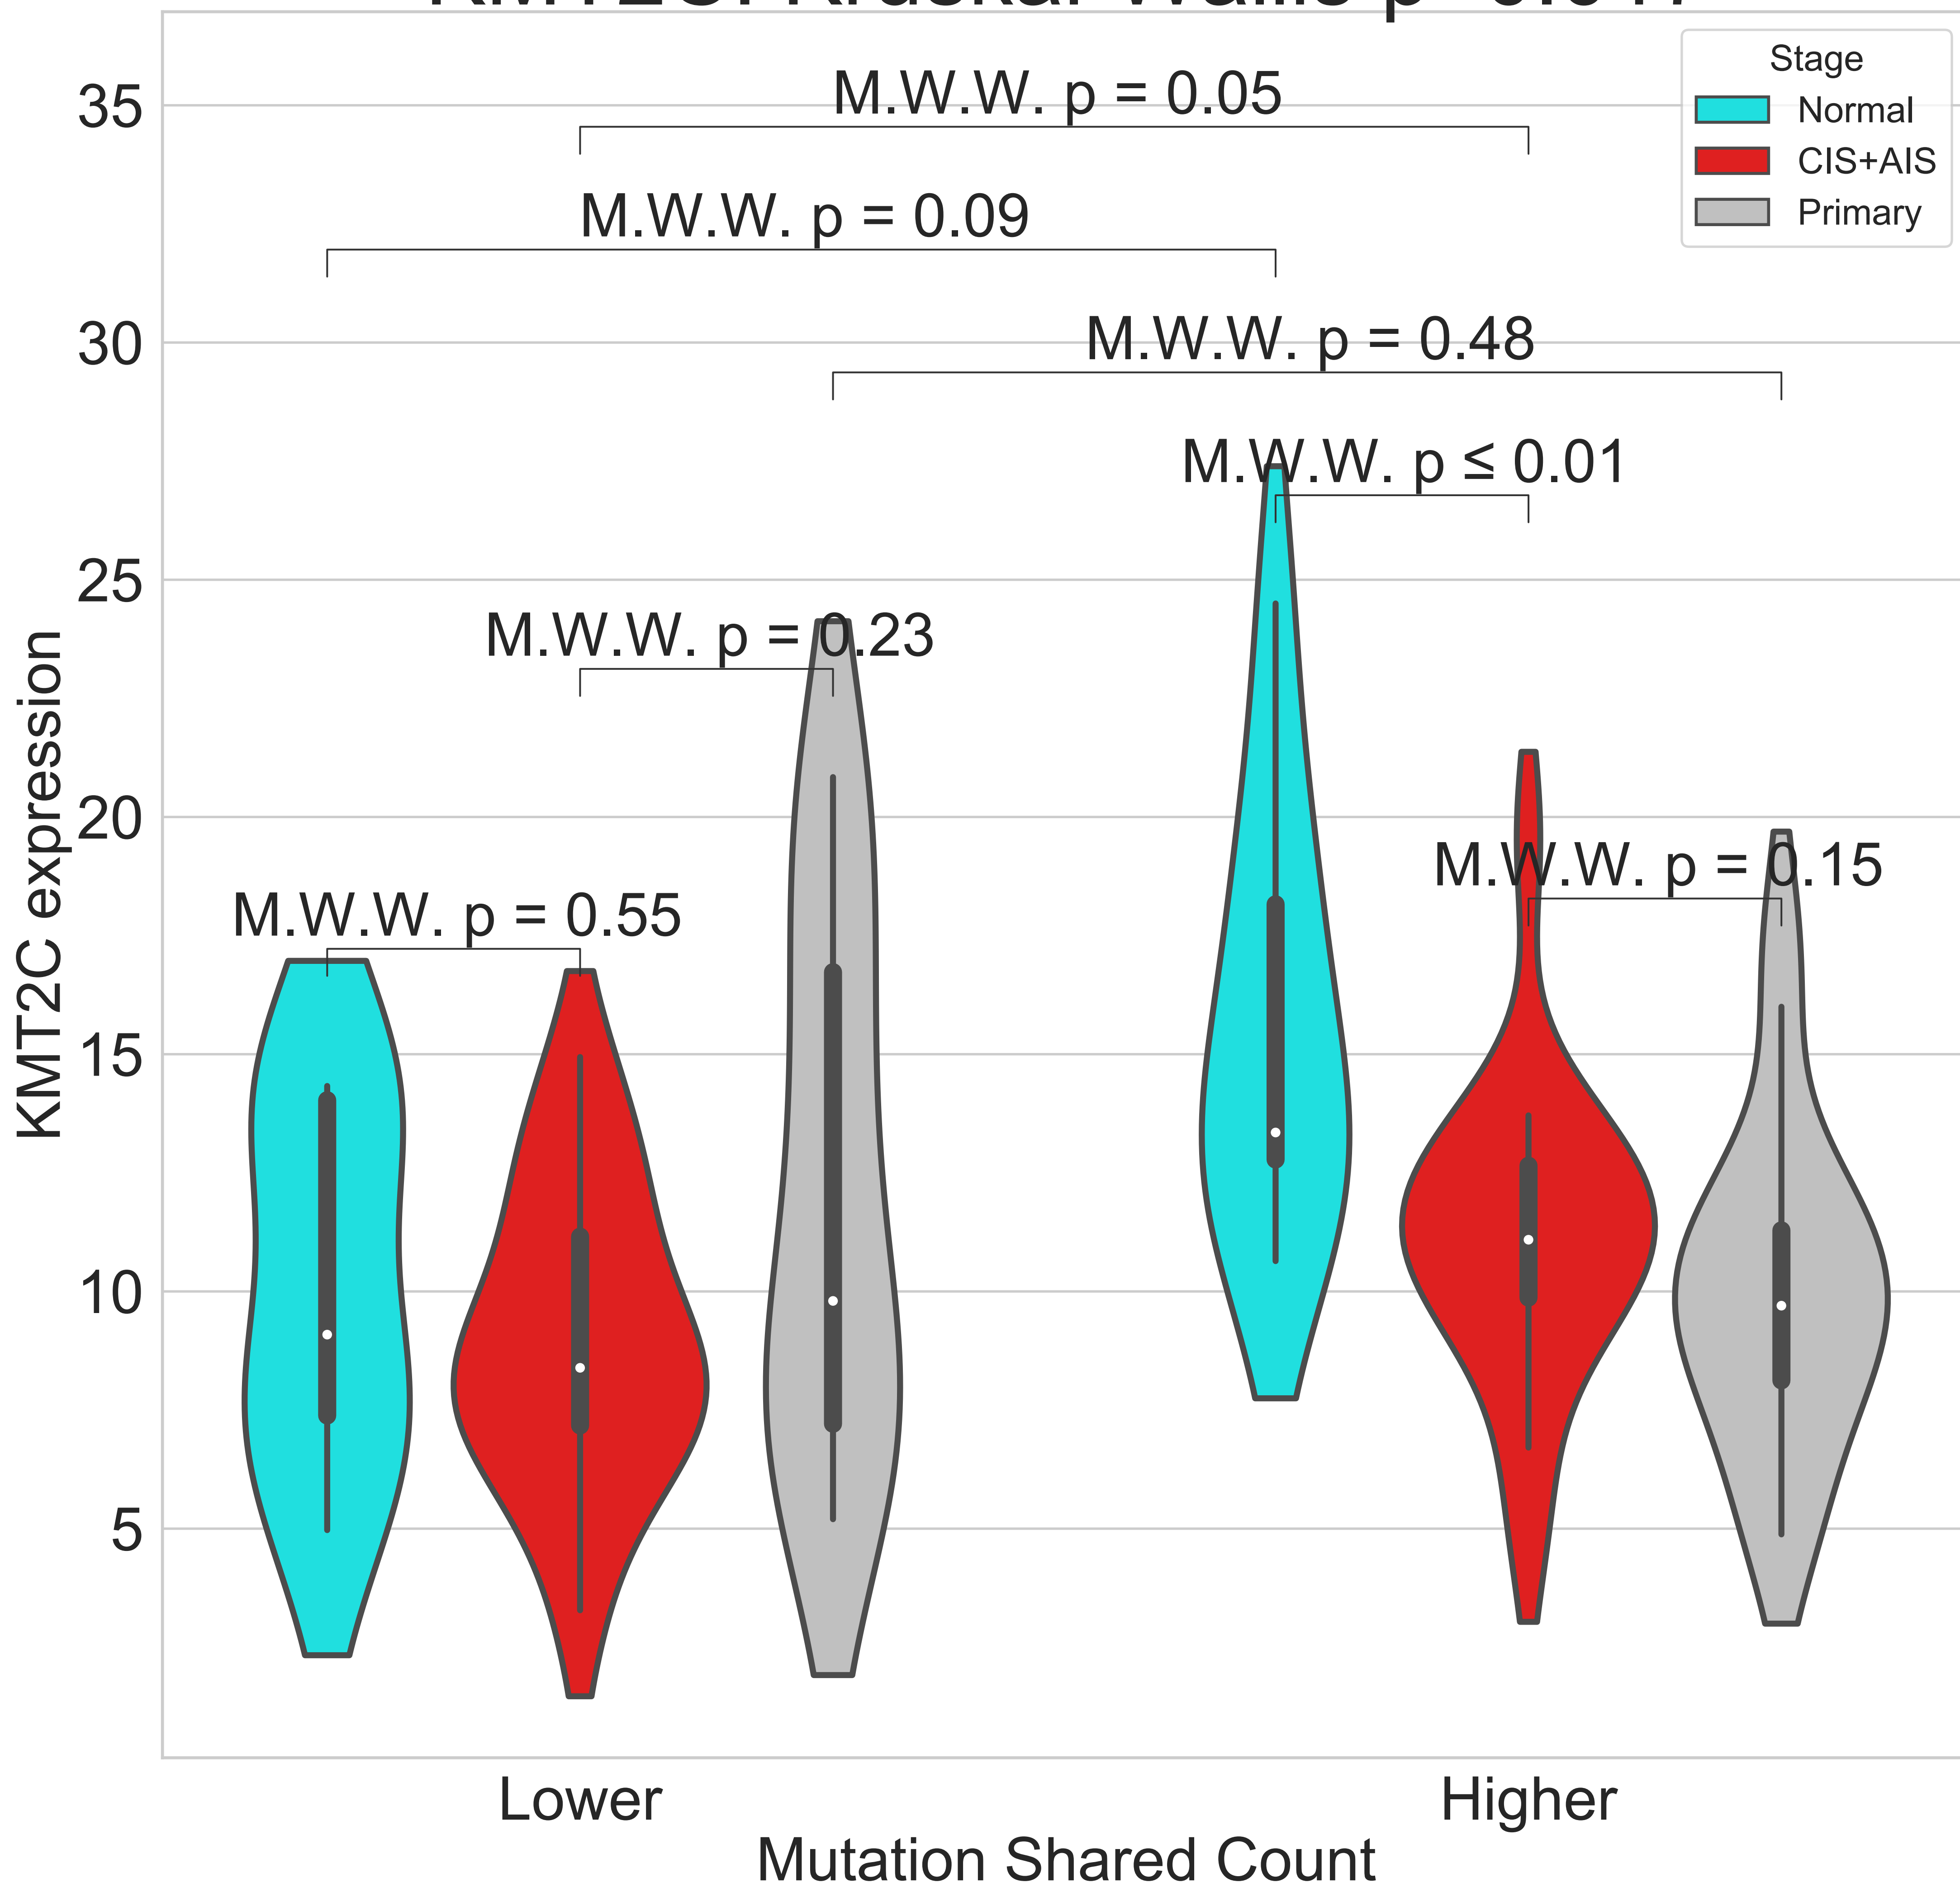 Stage
Normal
CIS+AIS
Primary
M.W.W. p = 0.05
M.W.W. p = 0.09
M.W.W. p = 0.48
M.W.W. p ≤ 0.01
M.W.W. p = 0.23
M.W.W. p = 0.15
M.W.W. p = 0.55
35
30
25
20
15
10
5
KMT2C expression
Lower
Higher
Mutation Shared Count